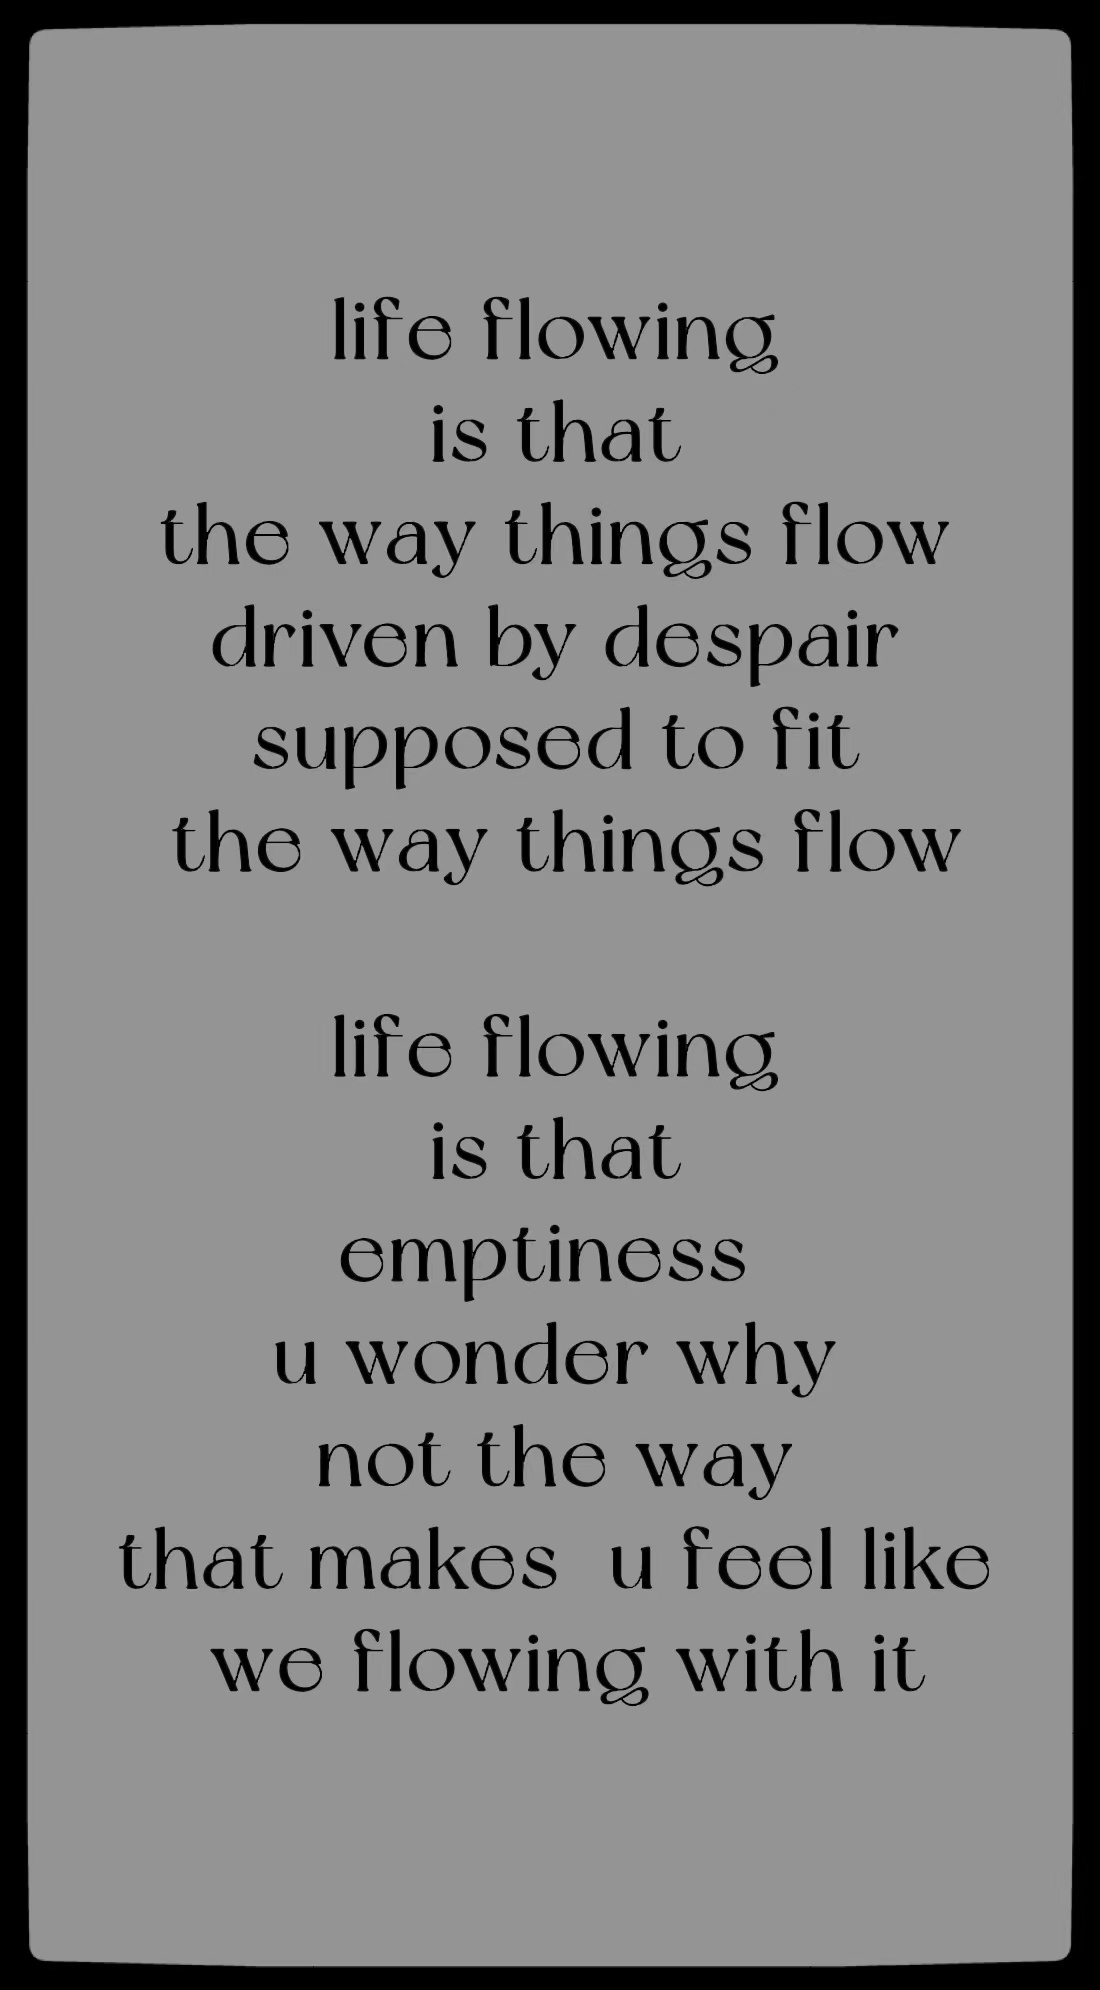 life flowing
is that
the way things flow
driven by despair
supposed to fit
the way things flow
life flowing
is that
emptiness
u wonder why
not the way
that makes  u feel like
we flowing with it